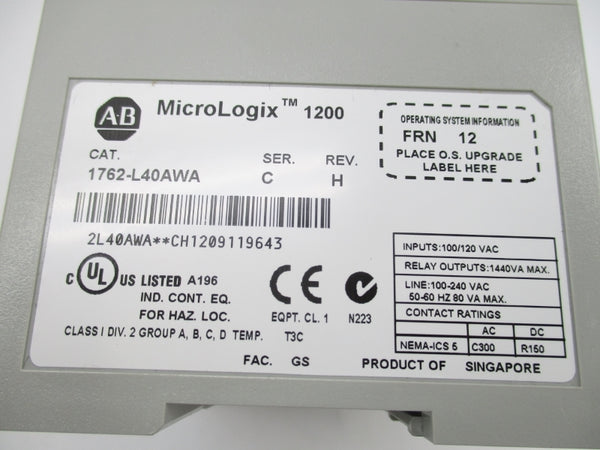 A-B MicroLogix™ 1200
OPERATING SYSTEM INFORMATION
FRN 12
PLACE O.S. UPGRADE
LABEL HERE
CAT. SER. REV.
1762-L40AWA C H
2L40AWA**CH1209119643
C UL US LISTED A196
IND. CONT. EQ.
FOR HAZ. LOC.
CE
EQPT. CL. 1 N223
CLASS I DIV. 2 GROUP A, B, C, D TEMP. T3C
FAC. GS
INPUTS: 100/120 VAC
RELAY OUTPUTS: 1440VA MAX.
LINE: 100-240 VAC
50-60 HZ 80 VA MAX.
CONTACT RATINGS
AC DC
NEMA-ICS 5 C300 R150
PRODUCT OF SINGAPORE